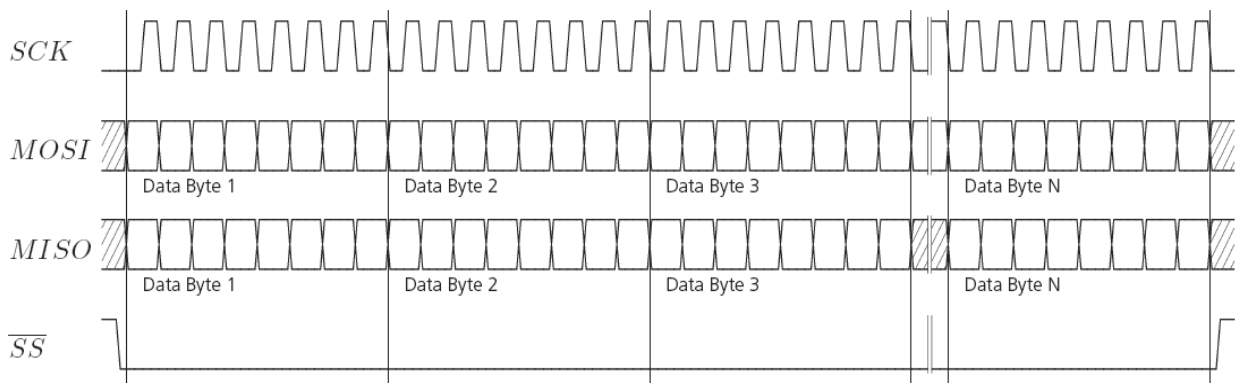 SCK
MOSI
Data Byte 1 Data Byte 2 Data Byte 3 Data Byte N
MISO
Data Byte 1 Data Byte 2 Data Byte 3 Data Byte N
S̅S̅